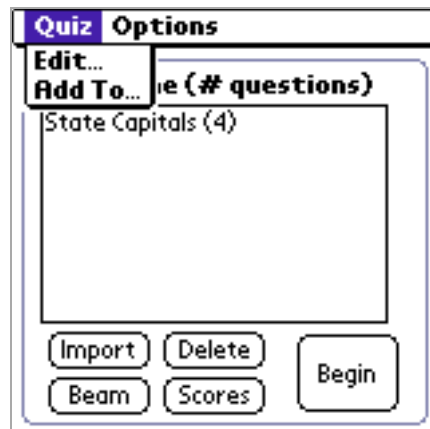 Quiz Options
Edit...
Add To...
e (# questions)
State Capitals (4)
Import Delete
Begin
Beam Scores